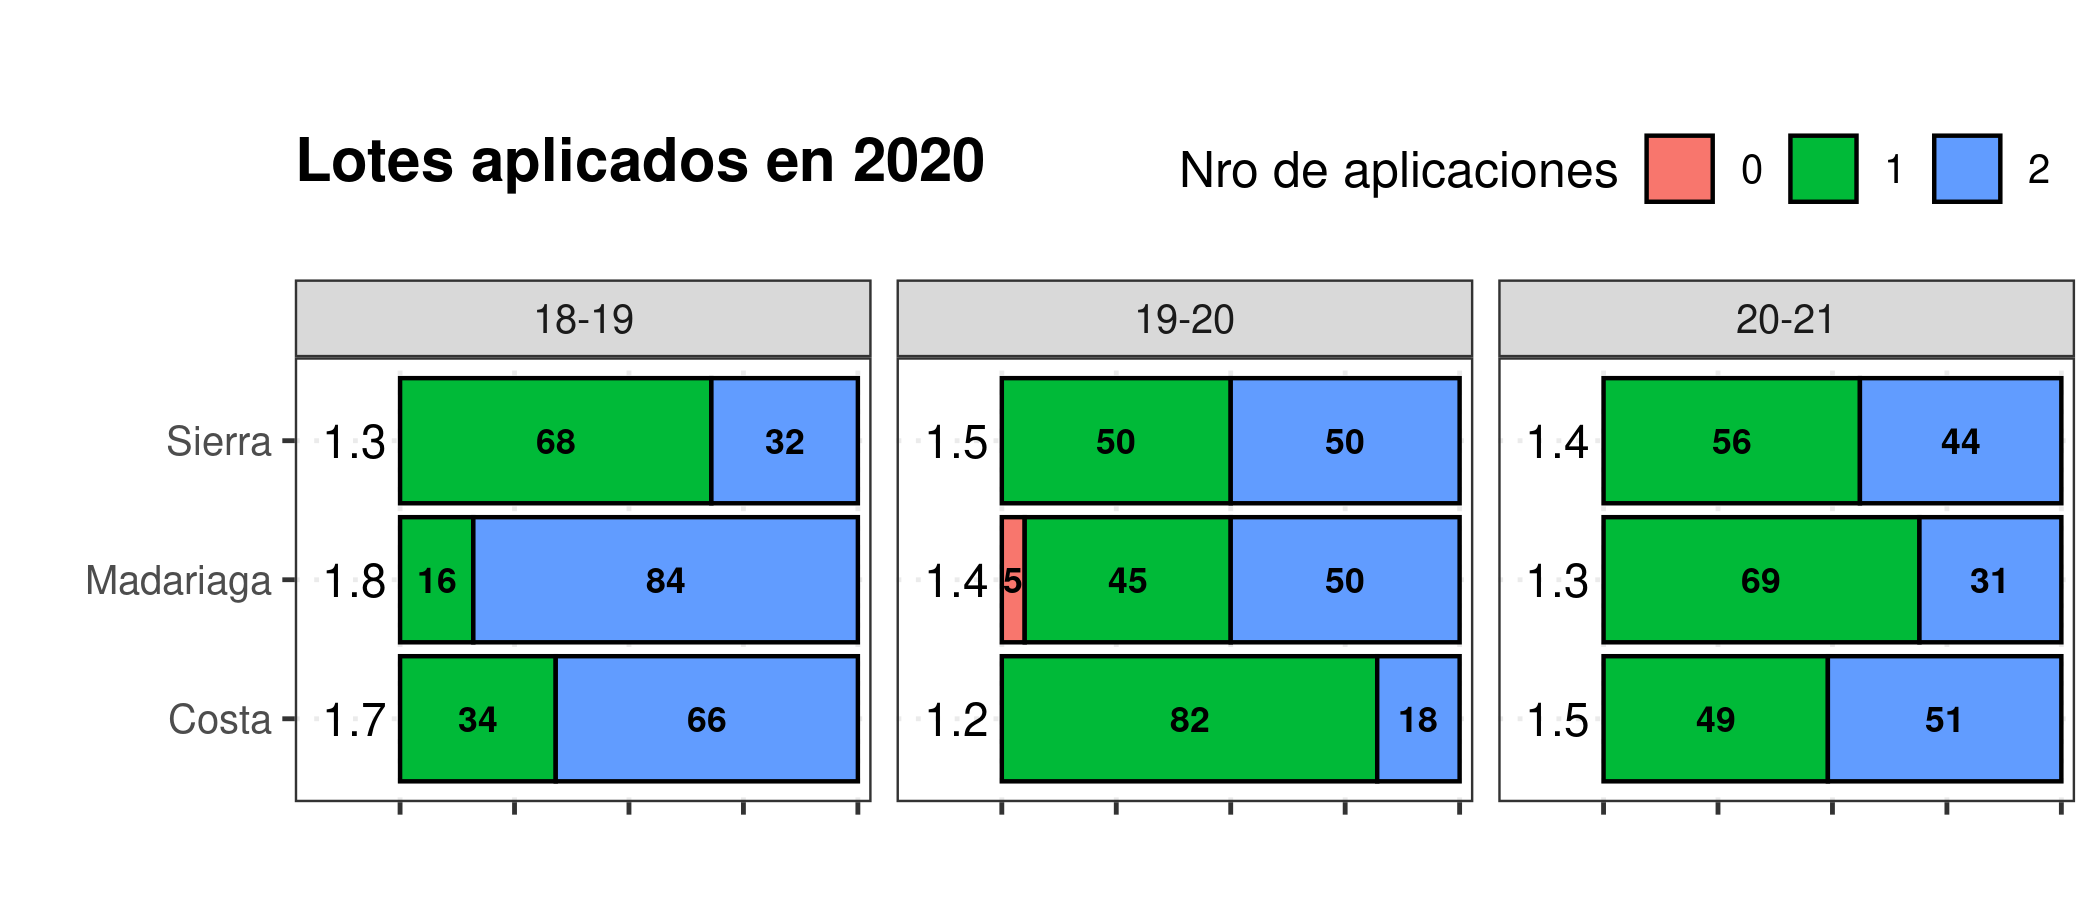 Lotes aplicados en 2020
Nro de aplicaciones 0 1 2
18-19 19-20 20-21
Sierra 1.3 68 32 1.5 50 50 1.4 56 44
Madariaga 1.8 16 84 1.4 5 45 50 1.3 69 31
Costa 1.7 34 66 1.2 82 18 1.5 49 51